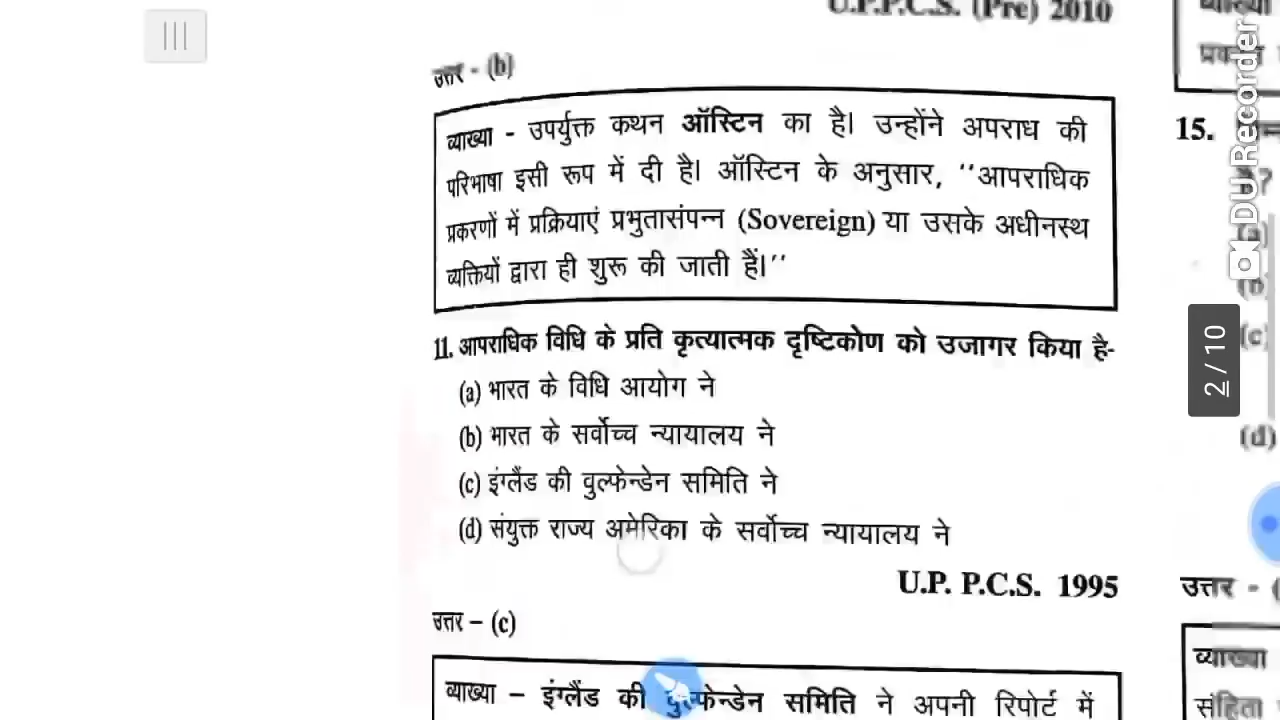 U.P.P.C.S. (Pre) 2010
उत्तर - (b)
व्याख्या - उपर्युक्त कथन ऑस्टिन का है। उन्होंने अपराध की
परिभाषा इसी रूप में दी है। ऑस्टिन के अनुसार, ‘‘आपराधिक
प्रकरणों में प्रक्रियाएं प्रभुतासंपन्न (Sovereign) या उसके अधीनस्थ
व्यक्तियों द्वारा ही शुरू की जाती हैं।’’
11. आपराधिक विधि के प्रति कृत्यात्मक दृष्टिकोण को उजागर किया है-
(a) भारत के विधि आयोग ने
(b) भारत के सर्वोच्च न्यायालय ने
(c) इंग्लैंड की वुल्फेन्डेन समिति ने
(d) संयुक्त राज्य अमेरिका के सर्वोच्च न्यायालय ने
U.P. P.C.S. 1995
उत्तर – (c)
व्याख्या – इंग्लैंड की वुल्फेन्डेन समिति ने अपनी रिपोर्ट में
व्याख्या
15.
(a)
(b)
(c)
(d)
उत्तर - (
व्याख्या
संहिता
2 / 10
DU Recorder